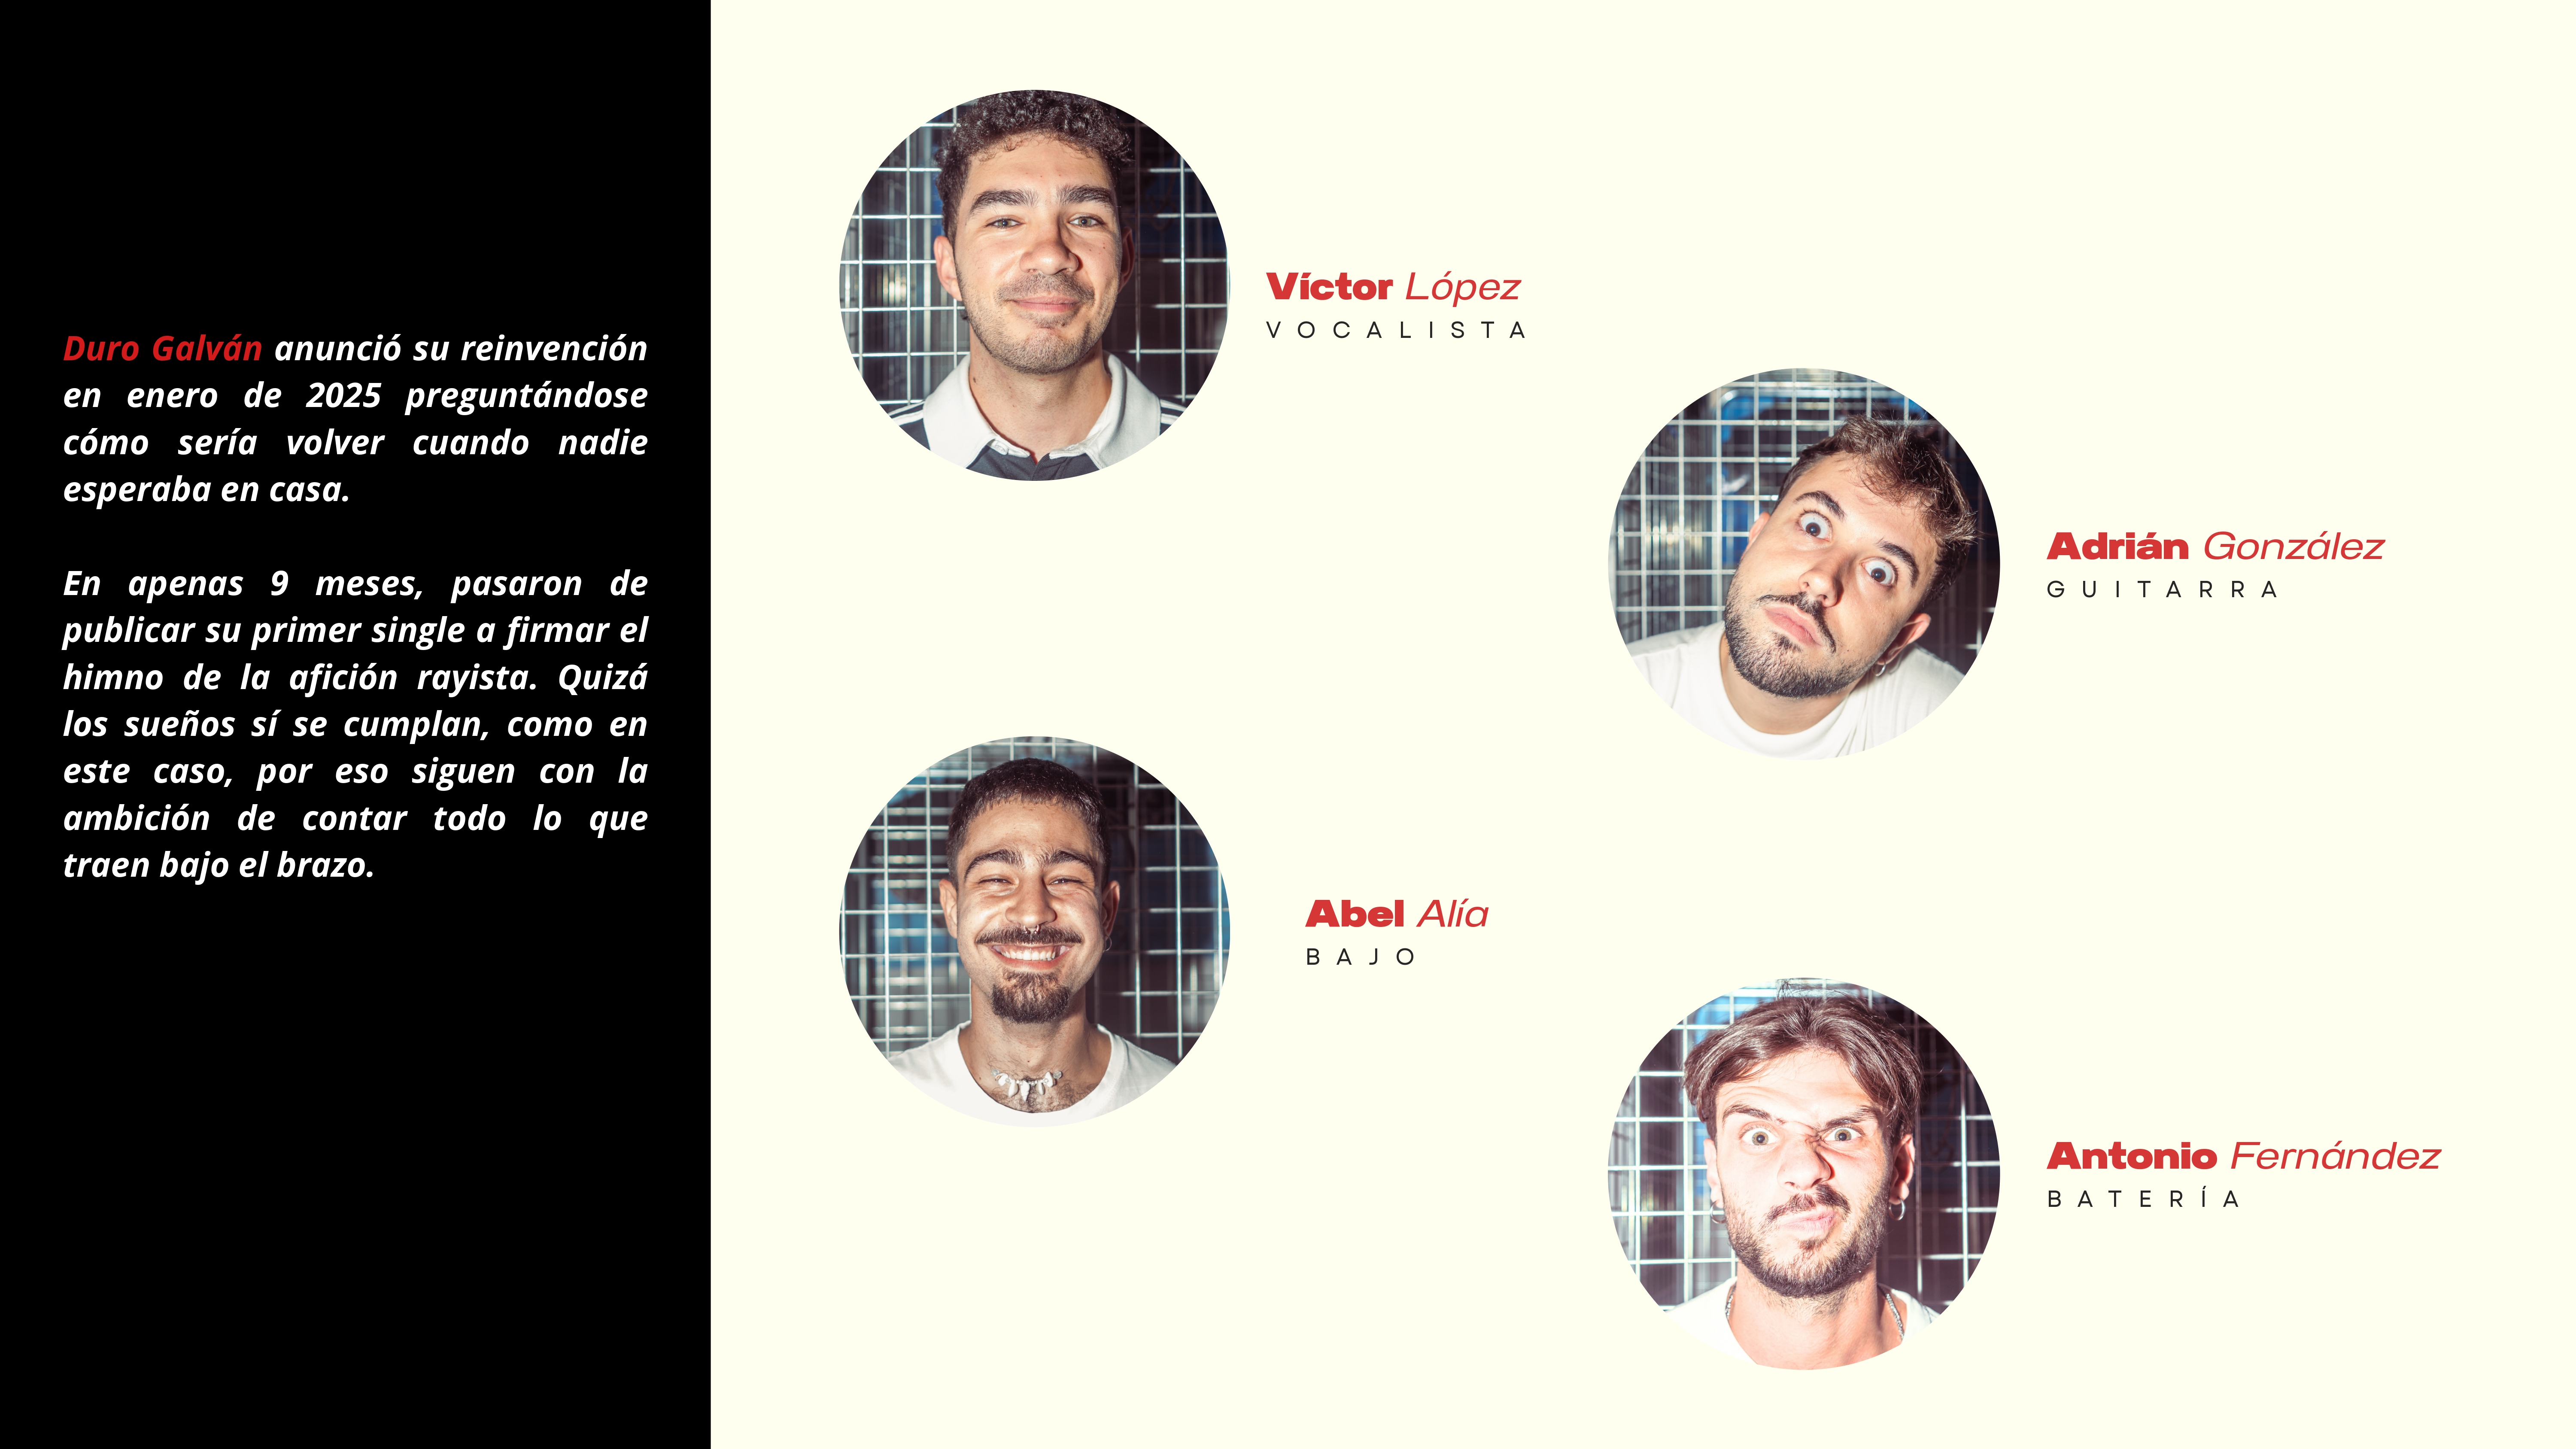 Duro Galván anunció su reinvención
en enero de 2025 preguntándose
cómo sería volver cuando nadie
esperaba en casa.
En apenas 9 meses, pasaron de
publicar su primer single a firmar el
himno de la afición rayista. Quizá
los sueños sí se cumplan, como en
este caso, por eso siguen con la
ambición de contar todo lo que
traen bajo el brazo.
Víctor López
VOCALISTA
Adrián González
GUITARRA
Abel Alía
BAJO
Antonio Fernández
BATERÍA